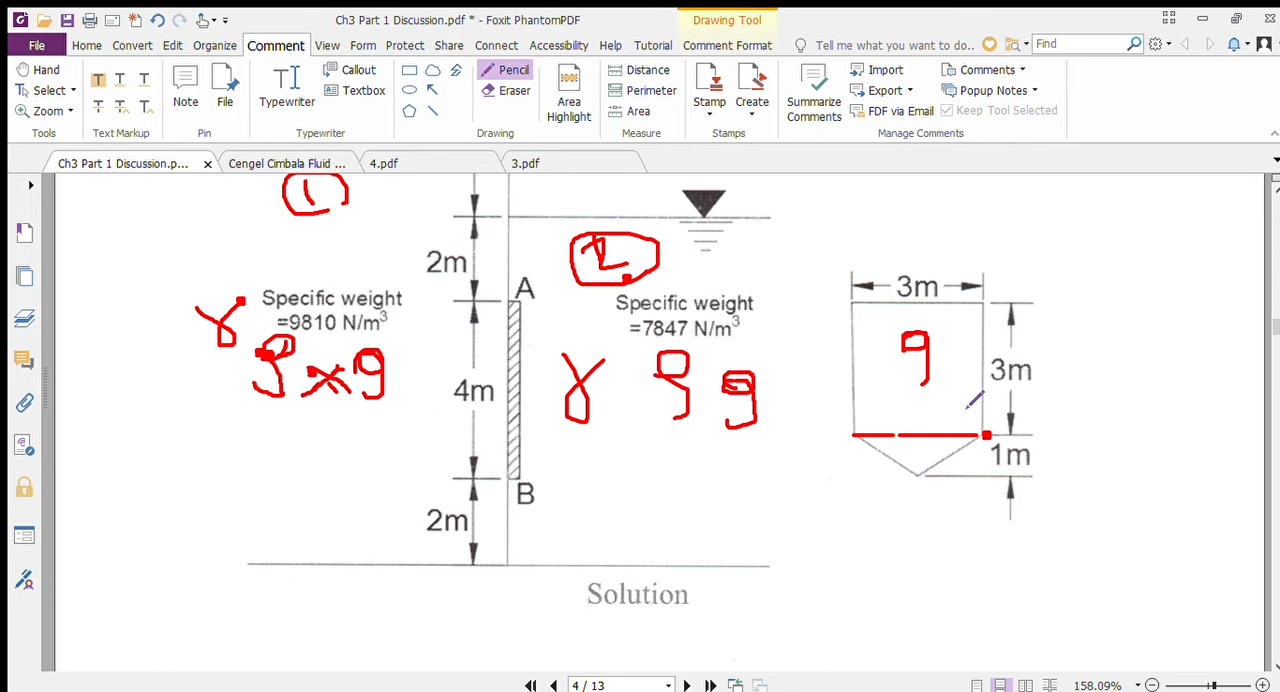 Ch3 Part 1 Discussion.pdf * - Foxit PhantomPDF
Drawing Tool
File Home Convert Edit Organize Comment View Form Protect Share Connect Accessibility Help Tutorial Comment Format
Tell me what you want to do..
Find
Hand
Select
Zoom
Tools
Text Markup
Note
File
Pin
Typewriter
Callout
Textbox
Typewriter
Pencil
Eraser
Drawing
Area Highlight
Distance
Perimeter
Area
Measure
Stamp
Create
Stamps
Summarize Comments
Import
Export
FDF via Email
Comments
Popup Notes
Keep Tool Selected
Manage Comments
Ch3 Part 1 Discussion.p... x
Cengel Cimbala Fluid ...
4.pdf
3.pdf
1
2m
2
A
Specific weight
=9810 N/m³
γ
4m
Specific weight
=7847 N/m³
γ
B
2m
3m
9
3m
1m
Solution
4 / 13
158.09%